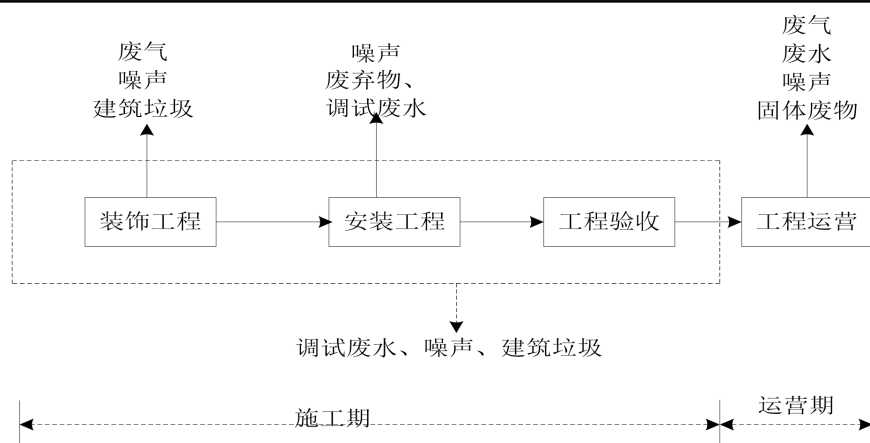 废气
噪声
建筑垃圾
噪声
废弃物、
调试废水
废气
废水
噪声
固体废物
装饰工程
安装工程
工程验收
工程运营
调试废水、噪声、建筑垃圾
施工期
运营期